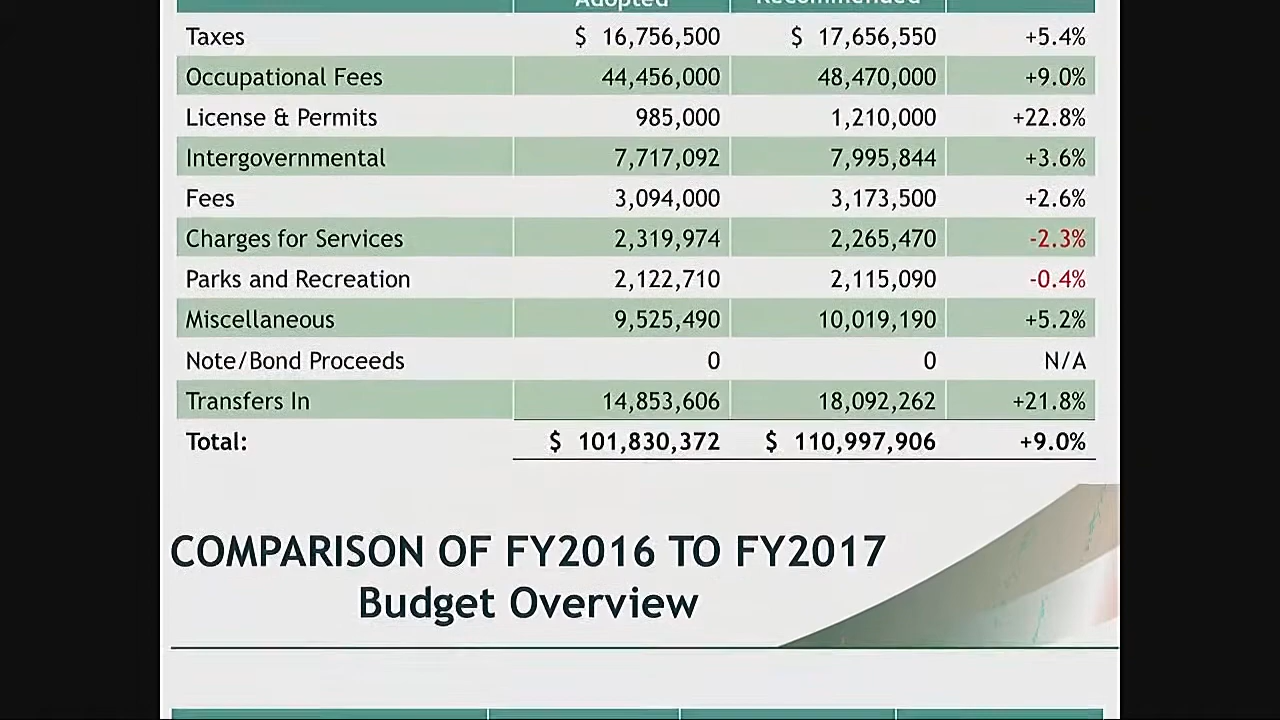 Adopted Recommended
Taxes $ 16,756,500 $ 17,656,550 +5.4%
Occupational Fees 44,456,000 48,470,000 +9.0%
License & Permits 985,000 1,210,000 +22.8%
Intergovernmental 7,717,092 7,995,844 +3.6%
Fees 3,094,000 3,173,500 +2.6%
Charges for Services 2,319,974 2,265,470 -2.3%
Parks and Recreation 2,122,710 2,115,090 -0.4%
Miscellaneous 9,525,490 10,019,190 +5.2%
Note/Bond Proceeds 0 0 N/A
Transfers In 14,853,606 18,092,262 +21.8%
Total: $ 101,830,372 $ 110,997,906 +9.0%
COMPARISON OF FY2016 TO FY2017
Budget Overview